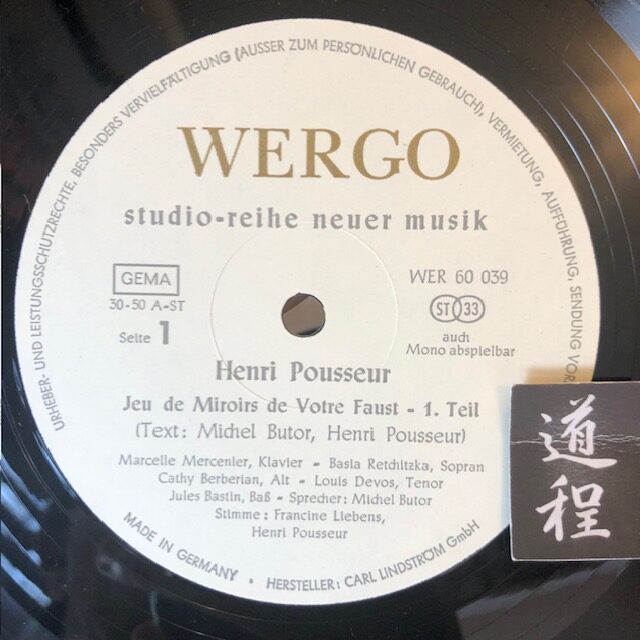 URHEBER- UND LEISTUNGSSCHUTZRECHTE, BESONDERS VERVIELFÄLTIGUNG (AUSSER ZUM PERSÖNLICHEN GEBRAUCH), VERMIETUNG, AUFFÜHRUNG, SENDUNG
WERGO
studio-reihe neuer musik
GEMA
30-50 A-ST
Seite 1
WER 60 039
ST 33
auch
Mono abspielbar
Henri Pousseur
Jeu de Miroirs de Votre Faust - 1. Teil
(Text: Michel Butor, Henri Pousseur)
Marcelle Mercenier, Klavier - Basia Retchitzka, Sopran
Cathy Berberian, Alt - Louis Devos, Tenor
Jules Bastin, Baß - Sprecher: Michel Butor
Stimme: Francine Liebens,
Henri Pousseur
MADE IN GERMANY • HERSTELLER: CARL LINDSTRÖM GmbH
道程